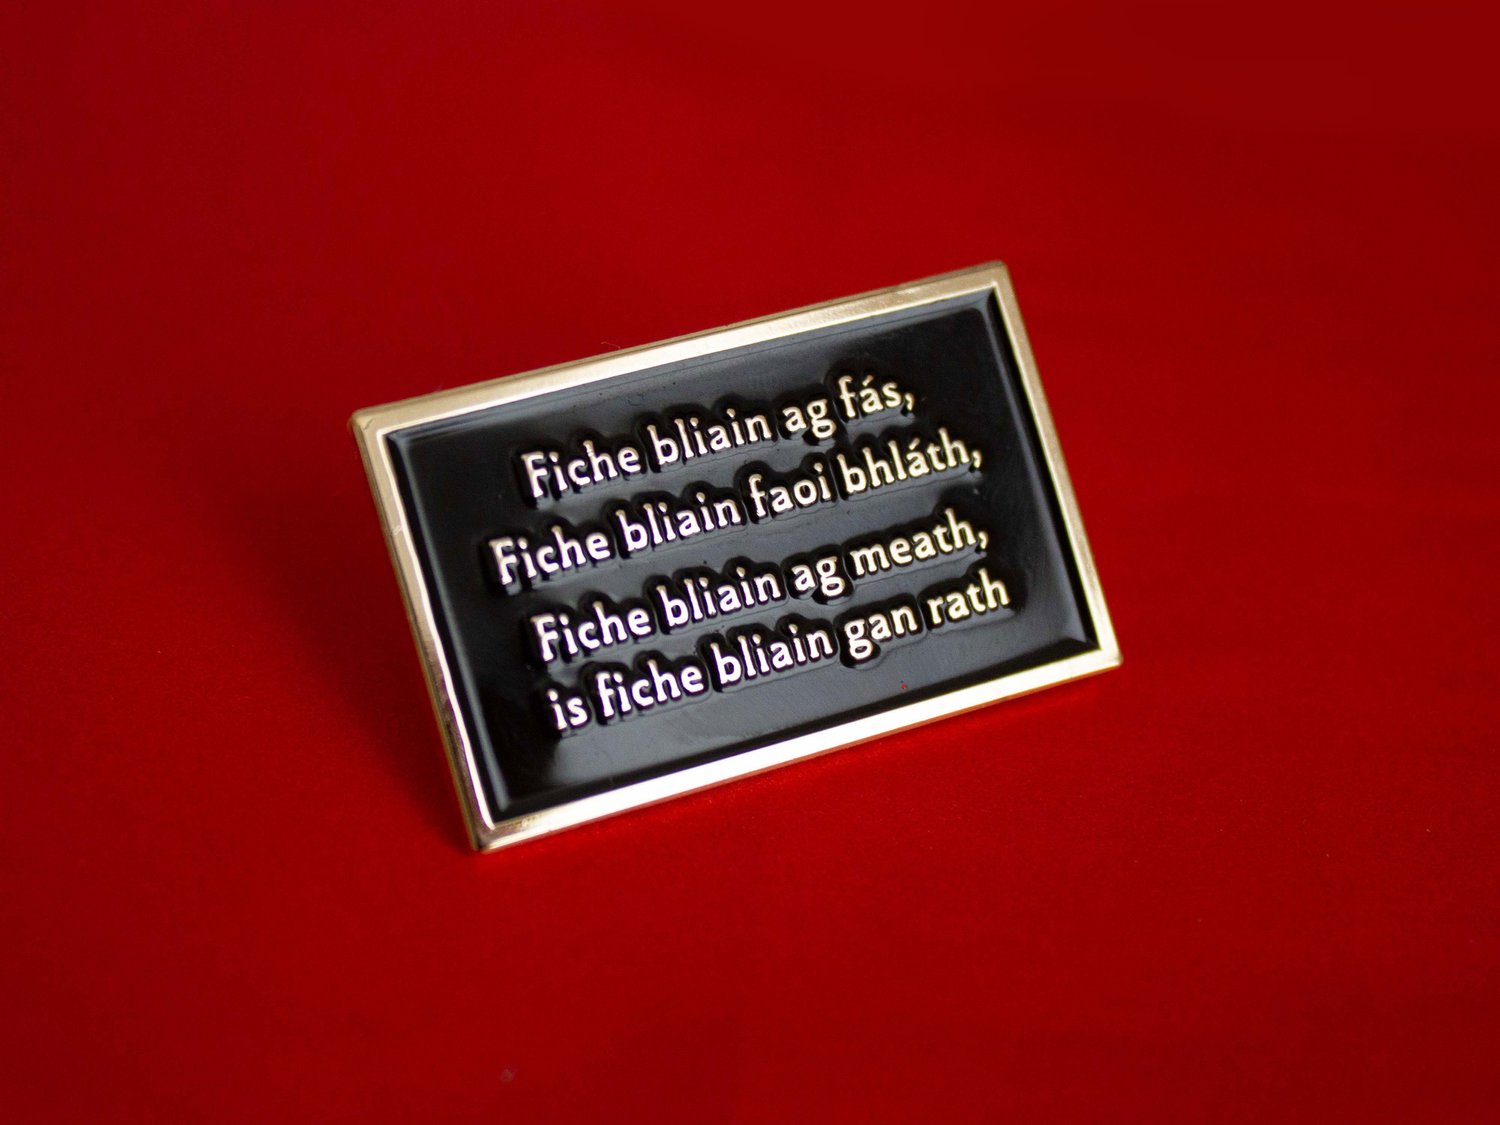 Fiche bliain ag fás,
Fiche bliain faoi bhláth,
Fiche bliain ag meath,
is fiche bliain gan rath